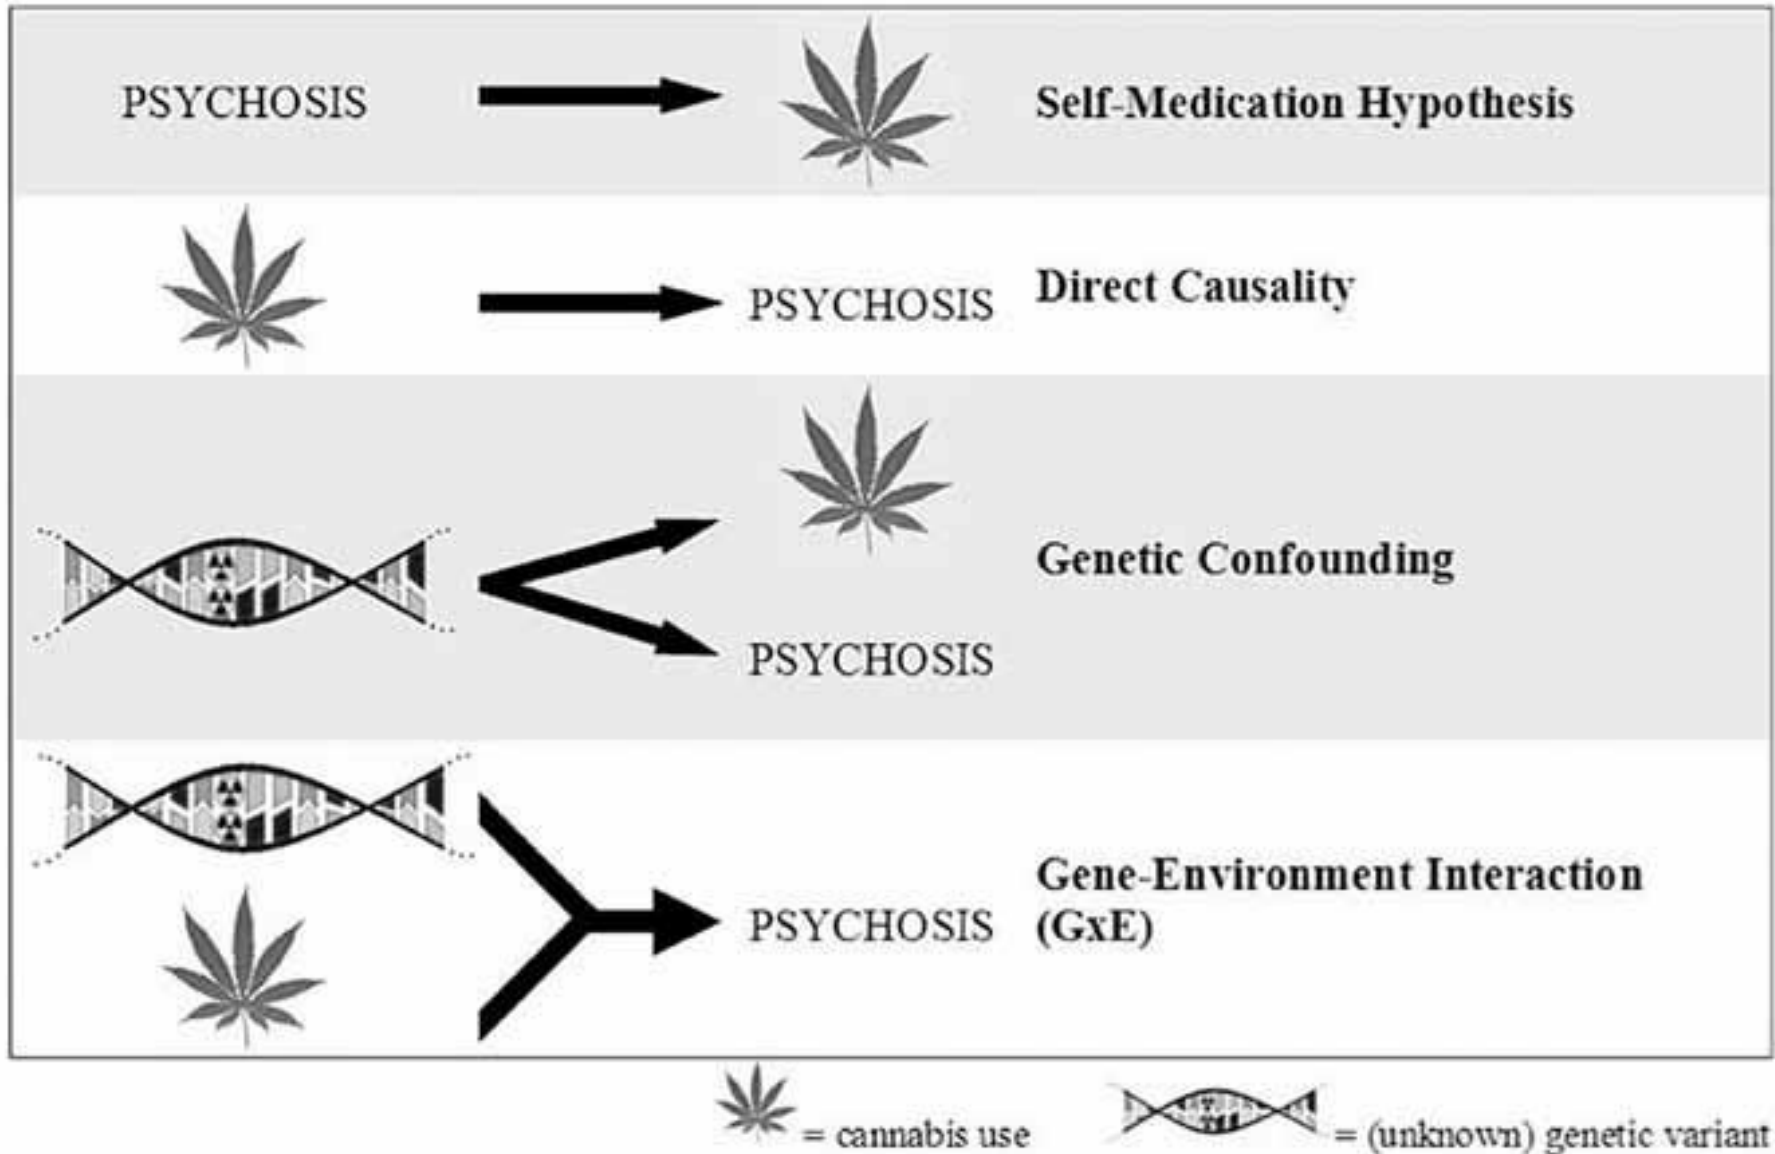 PSYCHOSIS
Self-Medication Hypothesis
PSYCHOSIS
Direct Causality
Genetic Confounding
PSYCHOSIS
PSYCHOSIS
Gene-Environment Interaction
(GxE)
= cannabis use
= (unknown) genetic variant